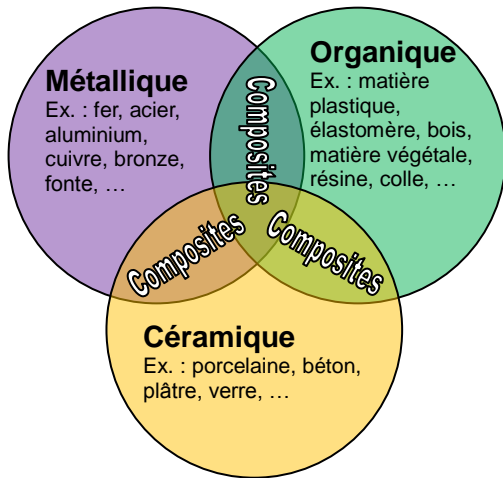 Métallique
Ex. : fer, acier,
aluminium,
cuivre, bronze,
fonte, …
Organique
Ex. : matière
plastique,
élastomère, bois,
matière végétale,
résine, colle, …
Composites
Composites
Composites
Céramique
Ex. : porcelaine, béton,
plâtre, verre, …